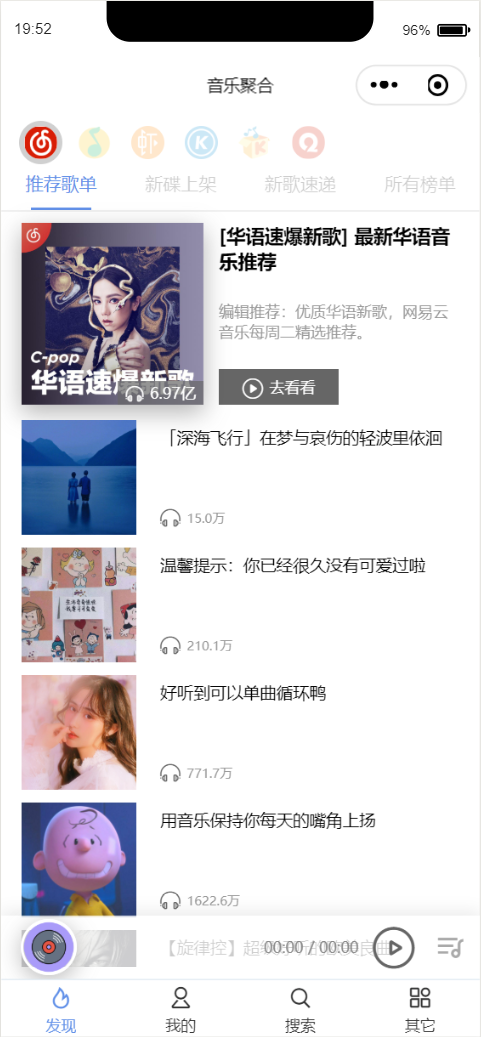 19:52
96%
音乐聚合
推荐歌单
新碟上架
新歌速递
所有榜单
[华语速爆新歌] 最新华语音
乐推荐
编辑推荐：优质华语新歌，网易云
音乐每周二精选推荐。
C-pop
华语速爆新歌
6.97亿
去看看
「深海飞行」在梦与哀伤的轻波里依洄
15.0万
温馨提示：你已经很久没有可爱过啦
210.1万
好听到可以单曲循环鸭
771.7万
用音乐保持你每天的嘴角上扬
1622.6万
【旋律控】超
00:00 / 00:00
发现
我的
搜索
其它